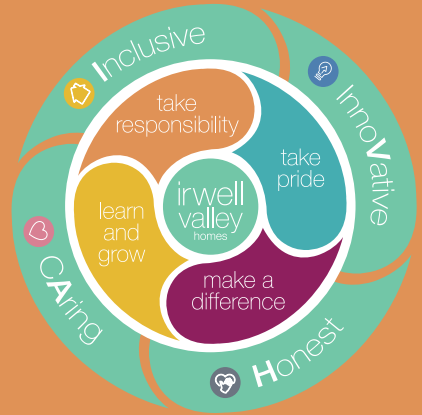 Inclusive
InnoVative
Honest
CAring
take
responsibility
take
pride
make a
difference
learn
and
grow
irwell
valley
homes